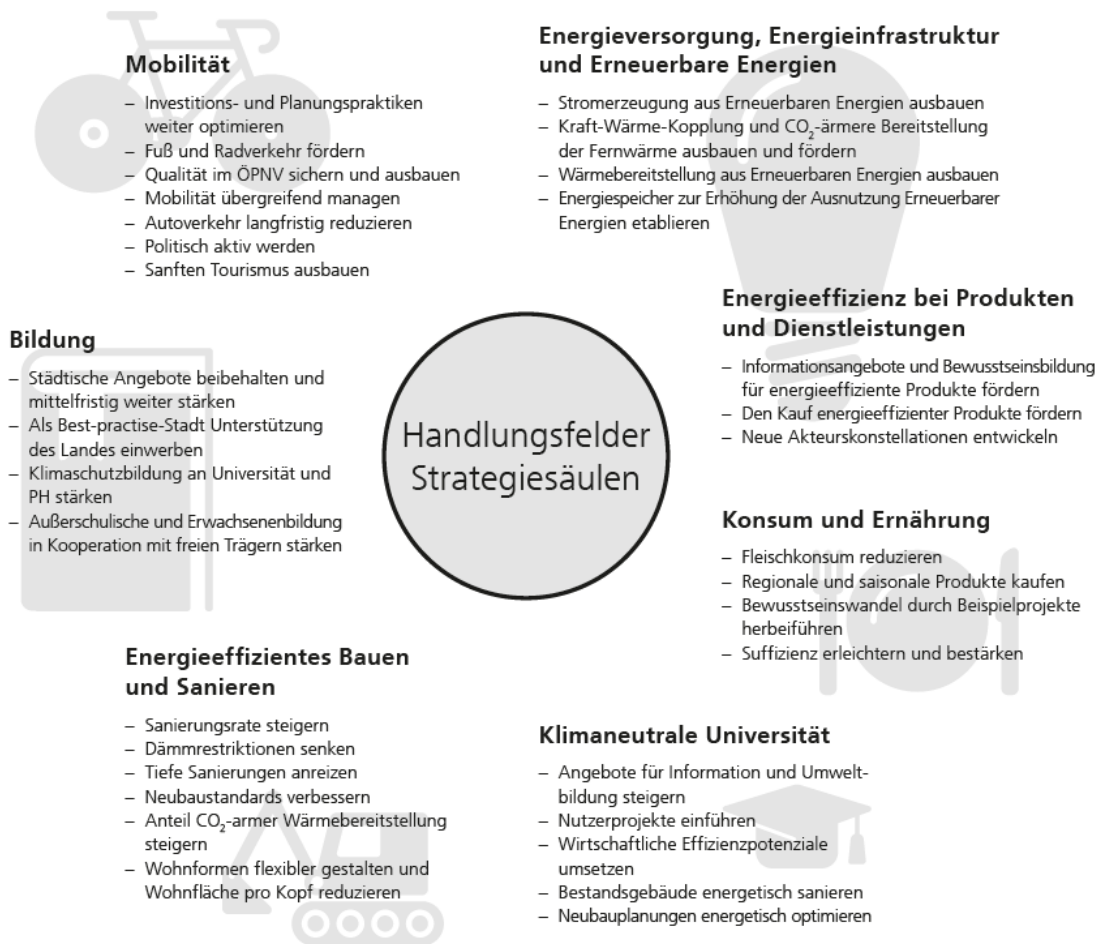 Mobilität
– Investitions- und Planungspraktiken
weiter optimieren
– Fuß und Radverkehr fördern
– Qualität im ÖPNV sichern und ausbauen
– Mobilität übergreifend managen
– Autoverkehr langfristig reduzieren
– Politisch aktiv werden
– Sanften Tourismus ausbauen
Energieversorgung, Energieinfrastruktur
und Erneuerbare Energien
– Stromerzeugung aus Erneuerbaren Energien ausbauen
– Kraft-Wärme-Kopplung und CO₂-ärmere Bereitstellung
der Fernwärme ausbauen und fördern
– Wärmebereitstellung aus Erneuerbaren Energien ausbauen
– Energiespeicher zur Erhöhung der Ausnutzung Erneuerbarer
Energien etablieren
Energieeffizienz bei Produkten
und Dienstleistungen
– Informationsangebote und Bewusstseinsbildung
für energieeffiziente Produkte fördern
– Den Kauf energieeffizienter Produkte fördern
– Neue Akteurskonstellationen entwickeln
Bildung
– Städtische Angebote beibehalten und
mittelfristig weiter stärken
– Als Best-practise-Stadt Unterstützung
des Landes einwerben
– Klimaschutzbildung an Universität und
PH stärken
– Außerschulische und Erwachsenenbildung
in Kooperation mit freien Trägern stärken
Handlungsfelder
Strategiesäulen
Konsum und Ernährung
– Fleischkonsum reduzieren
– Regionale und saisonale Produkte kaufen
– Bewusstseinswandel durch Beispielprojekte
herbeiführen
– Suffizienz erleichtern und bestärken
Energieeffizientes Bauen
und Sanieren
– Sanierungsrate steigern
– Dämmrestriktionen senken
– Tiefe Sanierungen anreizen
– Neubaustandards verbessern
– Anteil CO₂-armer Wärmebereitstellung
steigern
– Wohnformen flexibler gestalten und
Wohnfläche pro Kopf reduzieren
Klimaneutrale Universität
– Angebote für Information und Umwelt-
bildung steigern
– Nutzerprojekte einführen
– Wirtschaftliche Effizienzpotenziale
umsetzen
– Bestandsgebäude energetisch sanieren
– Neubauplanungen energetisch optimieren